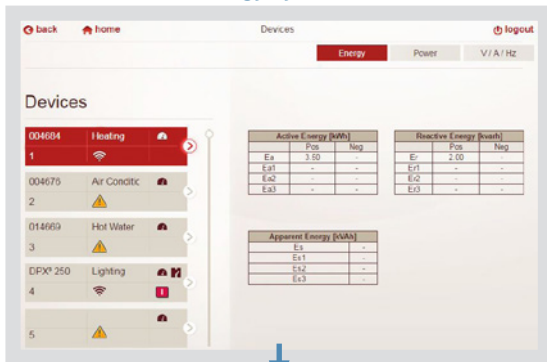 back home Devices logout
Energy Power V / A / Hz
Devices
004684 Heating
1
004676 Air Conditic
2
014669 Hot Water
3
DPX³ 250 Lighting
4
5
Active Energy [kWh]
Pos Neg
Ea 3.50 -
Ea1 - -
Ea2 - -
Ea3 - -
Reactive Energy [kvarh]
Pos Neg
Er 2.00 -
Er1 - -
Er2 - -
Er3 - -
Apparent Energy [kVAh]
Es -
Es1 -
Es2 -
Es3 -